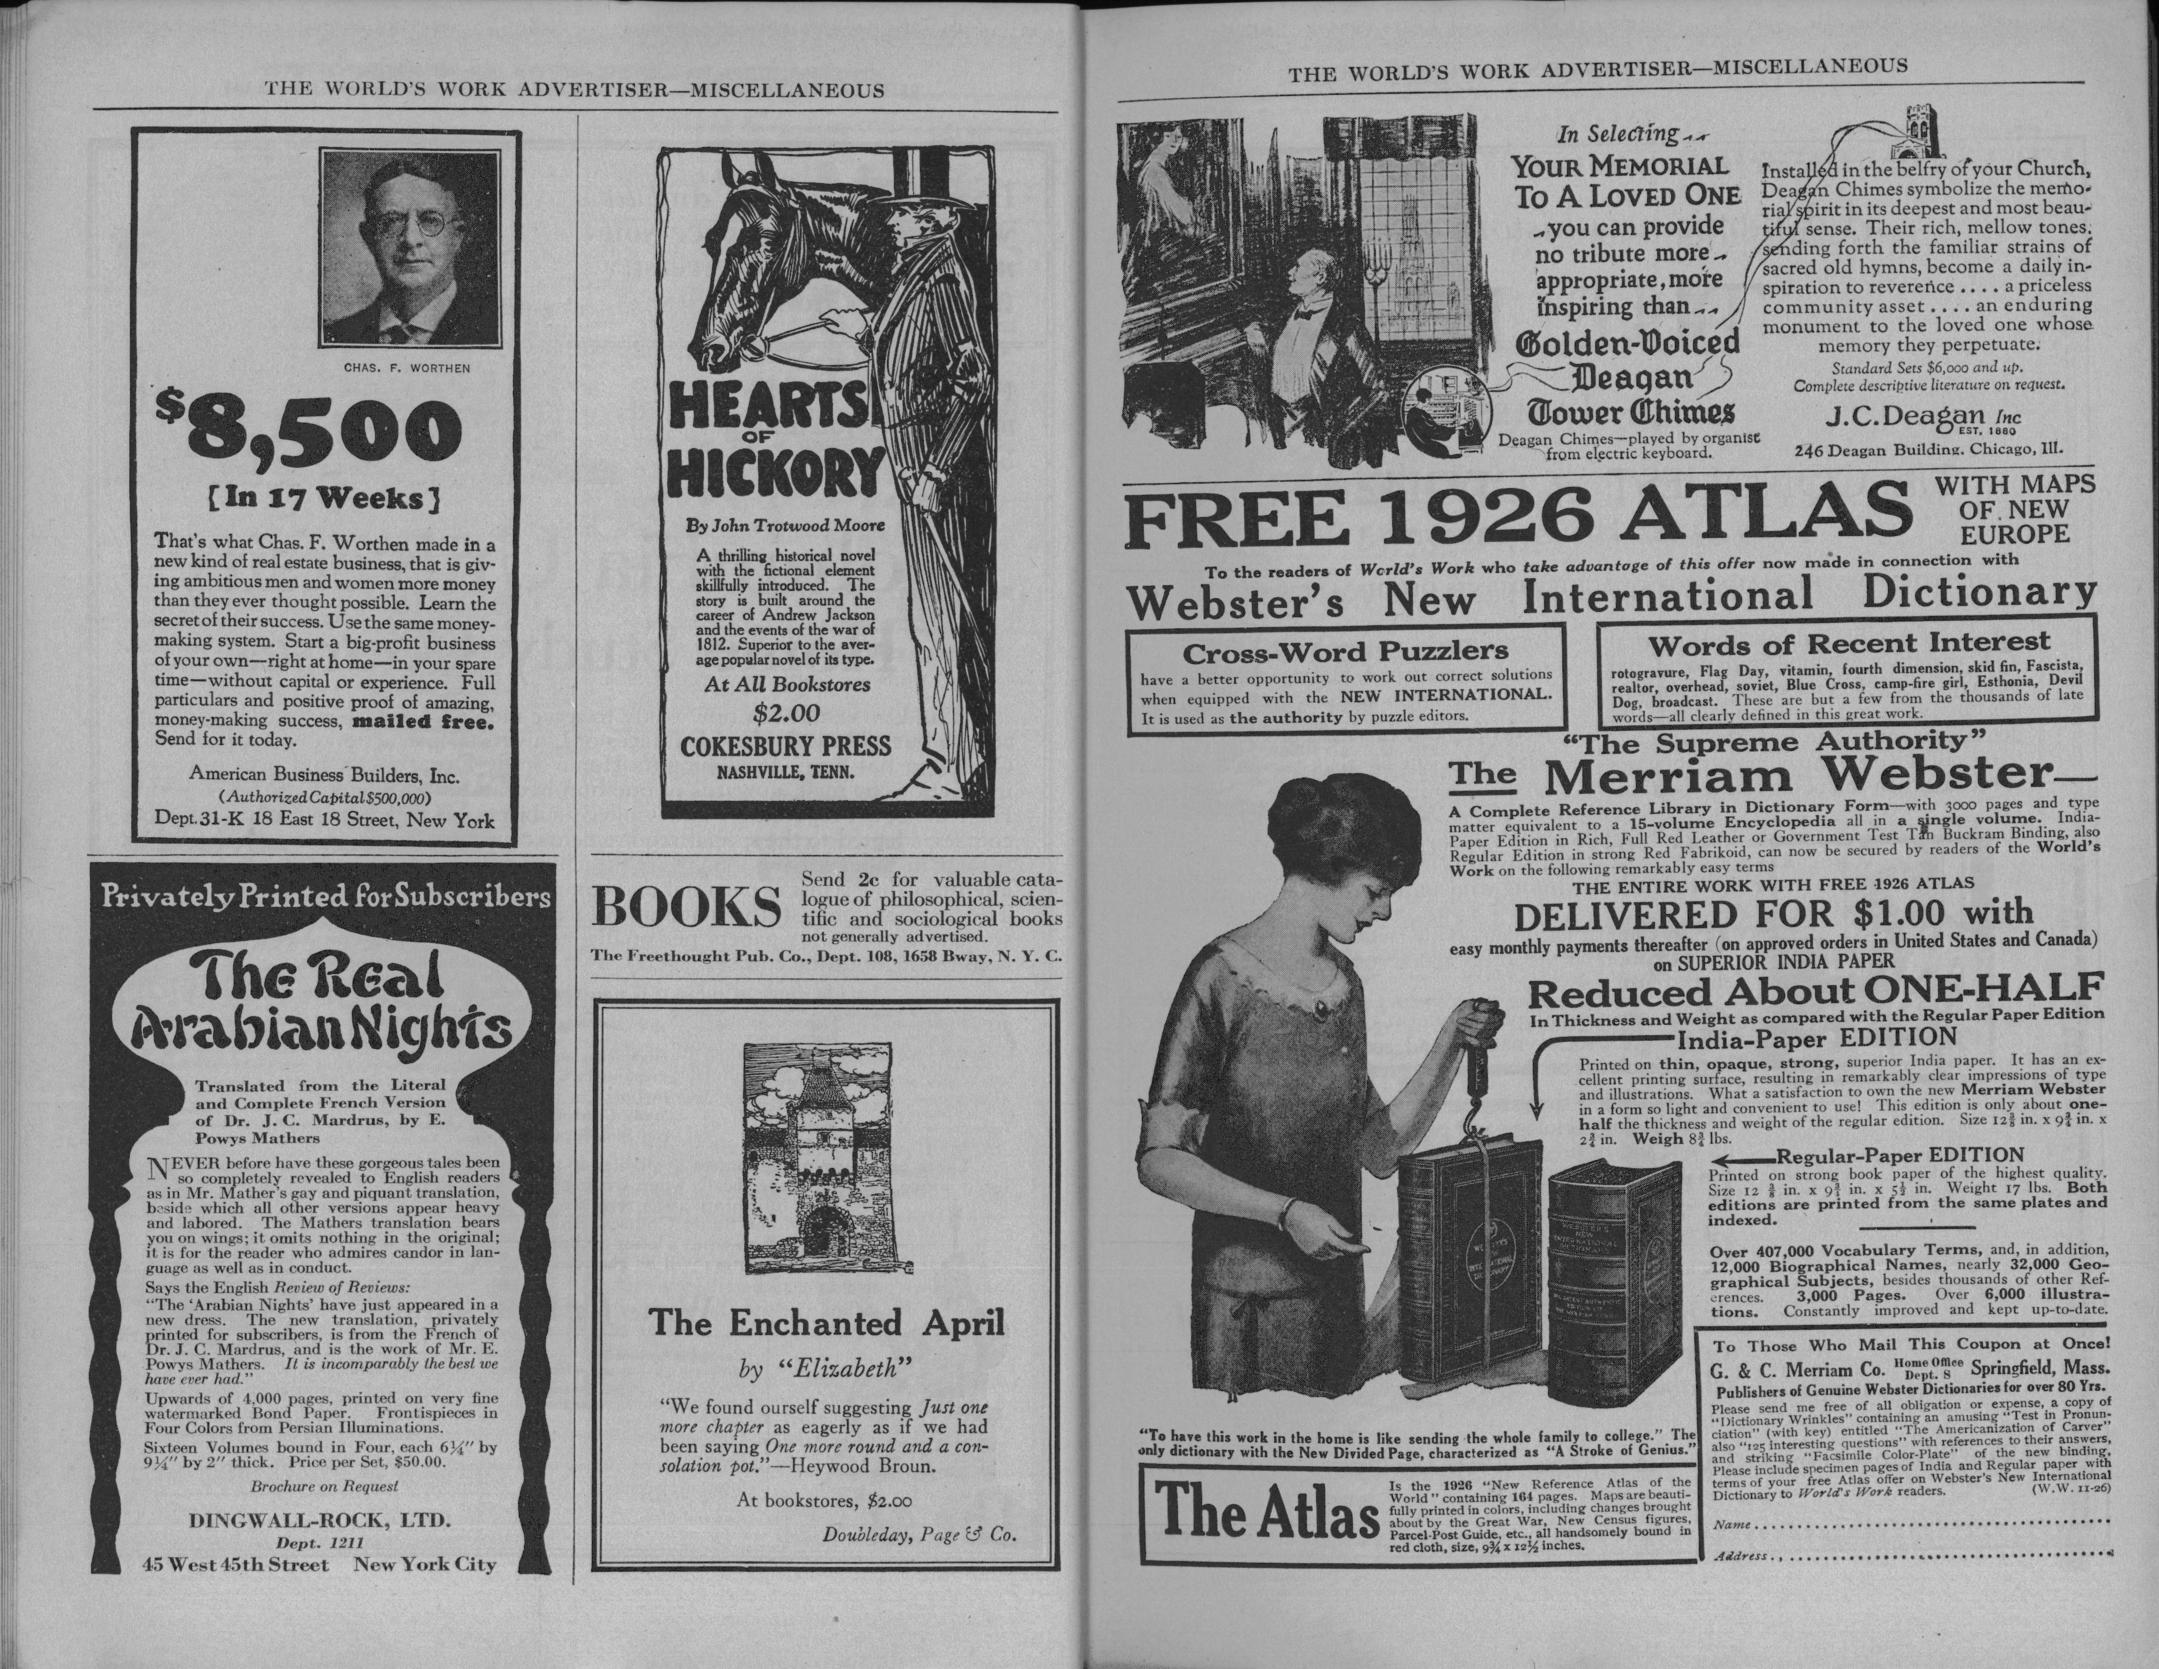 THE WORLD'S WORK ADVERTISER—MISCELLANEOUS
CHAS. F. WORTHEN
$8,500
[In 17 Weeks]
That's what Chas. F. Worthen made in a
new kind of real estate business, that is giv-
ing ambitious men and women more money
than they ever thought possible. Learn the
secret of their success. Use the same money-
making system. Start a big-profit business
of your own—right at home—in your spare
time—without capital or experience. Full
particulars and positive proof of amazing,
money-making success, mailed free.
Send for it today.
American Business Builders, Inc.
(Authorized Capital $500,000)
Dept. 31-K 18 East 18 Street, New York
Privately Printed for Subscribers
The Real
Arabian Nights
Translated from the Literal
and Complete French Version
of Dr. J. C. Mardrus, by E.
Powys Mathers
NEVER before have these gorgeous tales been
so completely revealed to English readers
as in Mr. Mather's gay and piquant translation,
beside which all other versions appear heavy
and labored. The Mathers translation bears
you on wings; it omits nothing in the original;
it is for the reader who admires candor in lan-
guage as well as in conduct.
Says the English Review of Reviews:
"The 'Arabian Nights' have just appeared in a
new dress. The new translation, privately
printed for subscribers, is from the French of
Dr. J. C. Mardrus, and is the work of Mr. E.
Powys Mathers. It is incomparably the best we
have ever had."
Upwards of 4,000 pages, printed on very fine
watermarked Bond Paper. Frontispieces in
Four Colors from Persian Illuminations.
Sixteen Volumes bound in Four, each 6¼" by
9¼" by 2" thick. Price per Set, $50.00.
Brochure on Request
DINGWALL-ROCK, LTD.
Dept. 1211
45 West 45th Street New York City
HEARTS
OF
HICKORY
By John Trotwood Moore
A thrilling historical novel
with the fictional element
skillfully introduced. The
story is built around the
career of Andrew Jackson
and the events of the war of
1812. Superior to the aver-
age popular novel of its type.
At All Bookstores
$2.00
COKESBURY PRESS
NASHVILLE, TENN.
BOOKS
Send 2c for valuable cata-
logue of philosophical, scien-
tific and sociological books
not generally advertised.
The Freethought Pub. Co., Dept. 108, 1658 Bway, N. Y. C.
The Enchanted April
by "Elizabeth"
"We found ourself suggesting Just one
more chapter as eagerly as if we had
been saying One more round and a con-
solation pot."—Heywood Broun.
At bookstores, $2.00
Doubleday, Page & Co.
THE WORLD'S WORK ADVERTISER—MISCELLANEOUS
In Selecting
YOUR MEMORIAL
TO A LOVED ONE
you can provide
no tribute more
appropriate, more
inspiring than
Golden-Voiced
Deagan
Tower Chimes
Deagan Chimes—played by organist
from electric keyboard.
Installed in the belfry of your Church,
Deagan Chimes symbolize the memo-
rial spirit in its deepest and most beau-
tiful sense. Their rich, mellow tones,
sending forth the familiar strains of
sacred old hymns, become a daily in-
spiration to reverence .... a priceless
community asset .... an enduring
monument to the loved one whose
memory they perpetuate.
Standard Sets $6,000 and up.
Complete descriptive literature on request.
J.C. Deagan Inc
EST. 1880
246 Deagan Building, Chicago, Ill.
FREE 1926 ATLAS
WITH MAPS
OF NEW
EUROPE
To the readers of World's Work who take advantage of this offer now made in connection with
Webster's New International Dictionary
Cross-Word Puzzlers
have a better opportunity to work out correct solutions
when equipped with the NEW INTERNATIONAL.
It is used as the authority by puzzle editors.
Words of Recent Interest
rotogravure, Flag Day, vitamin, fourth dimension, skid fin, Fascista,
realtor, overhead, soviet, Blue Cross, camp-fire girl, Esthonia, Devil
Dog, broadcast. These are but a few from the thousands of late
words—all clearly defined in this great work.
"The Supreme Authority"
The Merriam Webster—
A Complete Reference Library in Dictionary Form—with 3000 pages and type
matter equivalent to a 15-volume Encyclopedia all in a single volume. India-
Paper Edition in Rich, Full Red Leather or Government Test Tan Buckram Binding, also
Regular Edition in strong Red Fabrikoid, can now be secured by readers of the World's
Work on the following remarkably easy terms
THE ENTIRE WORK WITH FREE 1926 ATLAS
DELIVERED FOR $1.00 with
easy monthly payments thereafter (on approved orders in United States and Canada)
on SUPERIOR INDIA PAPER
Reduced About ONE-HALF
In Thickness and Weight as compared with the Regular Paper Edition
India-Paper EDITION
Printed on thin, opaque, strong, superior India paper. It has an ex-
cellent printing surface, resulting in remarkably clear impressions of type
and illustrations. What a satisfaction to own the new Merriam Webster
in a form so light and convenient to use! This edition is only about one-
half the thickness and weight of the regular edition. Size 12⅜ in. x 9¾ in. x
2¾ in. Weigh 8¾ lbs.
Regular-Paper EDITION
Printed on strong book paper of the highest quality.
Size 12 ⅜ in. x 9¾ in. x 5½ in. Weight 17 lbs. Both
editions are printed from the same plates and
indexed.
Over 407,000 Vocabulary Terms, and, in addition,
12,000 Biographical Names, nearly 32,000 Geo-
graphical Subjects, besides thousands of other Ref-
erences. 3,000 Pages. Over 6,000 illustra-
tions. Constantly improved and kept up-to-date.
"To have this work in the home is like sending the whole family to college." The
only dictionary with the New Divided Page, characterized as "A Stroke of Genius."
The Atlas
Is the 1926 "New Reference Atlas of the
World" containing 164 pages. Maps are beauti-
fully printed in colors, including changes brought
about by the Great War, New Census figures,
Parcel-Post Guide, etc., all handsomely bound in
red cloth, size, 9¾ x 12½ inches.
To Those Who Mail This Coupon at Once!
G. & C. Merriam Co. Home Office Dept. S Springfield, Mass.
Publishers of Genuine Webster Dictionaries for over 80 Yrs.
Please send me free of all obligation or expense, a copy of
"Dictionary Wrinkles" containing an amusing "Test in Pronun-
ciation" (with key) entitled "The Americanization of Carver"
also "125 interesting questions" with references to their answers,
and striking "Facsimile Color-Plate" of the new binding.
Please include specimen pages of India and Regular paper with
terms of your free Atlas offer on Webster's New International
Dictionary to World's Work readers. (W.W. 11-26)
Name
Address